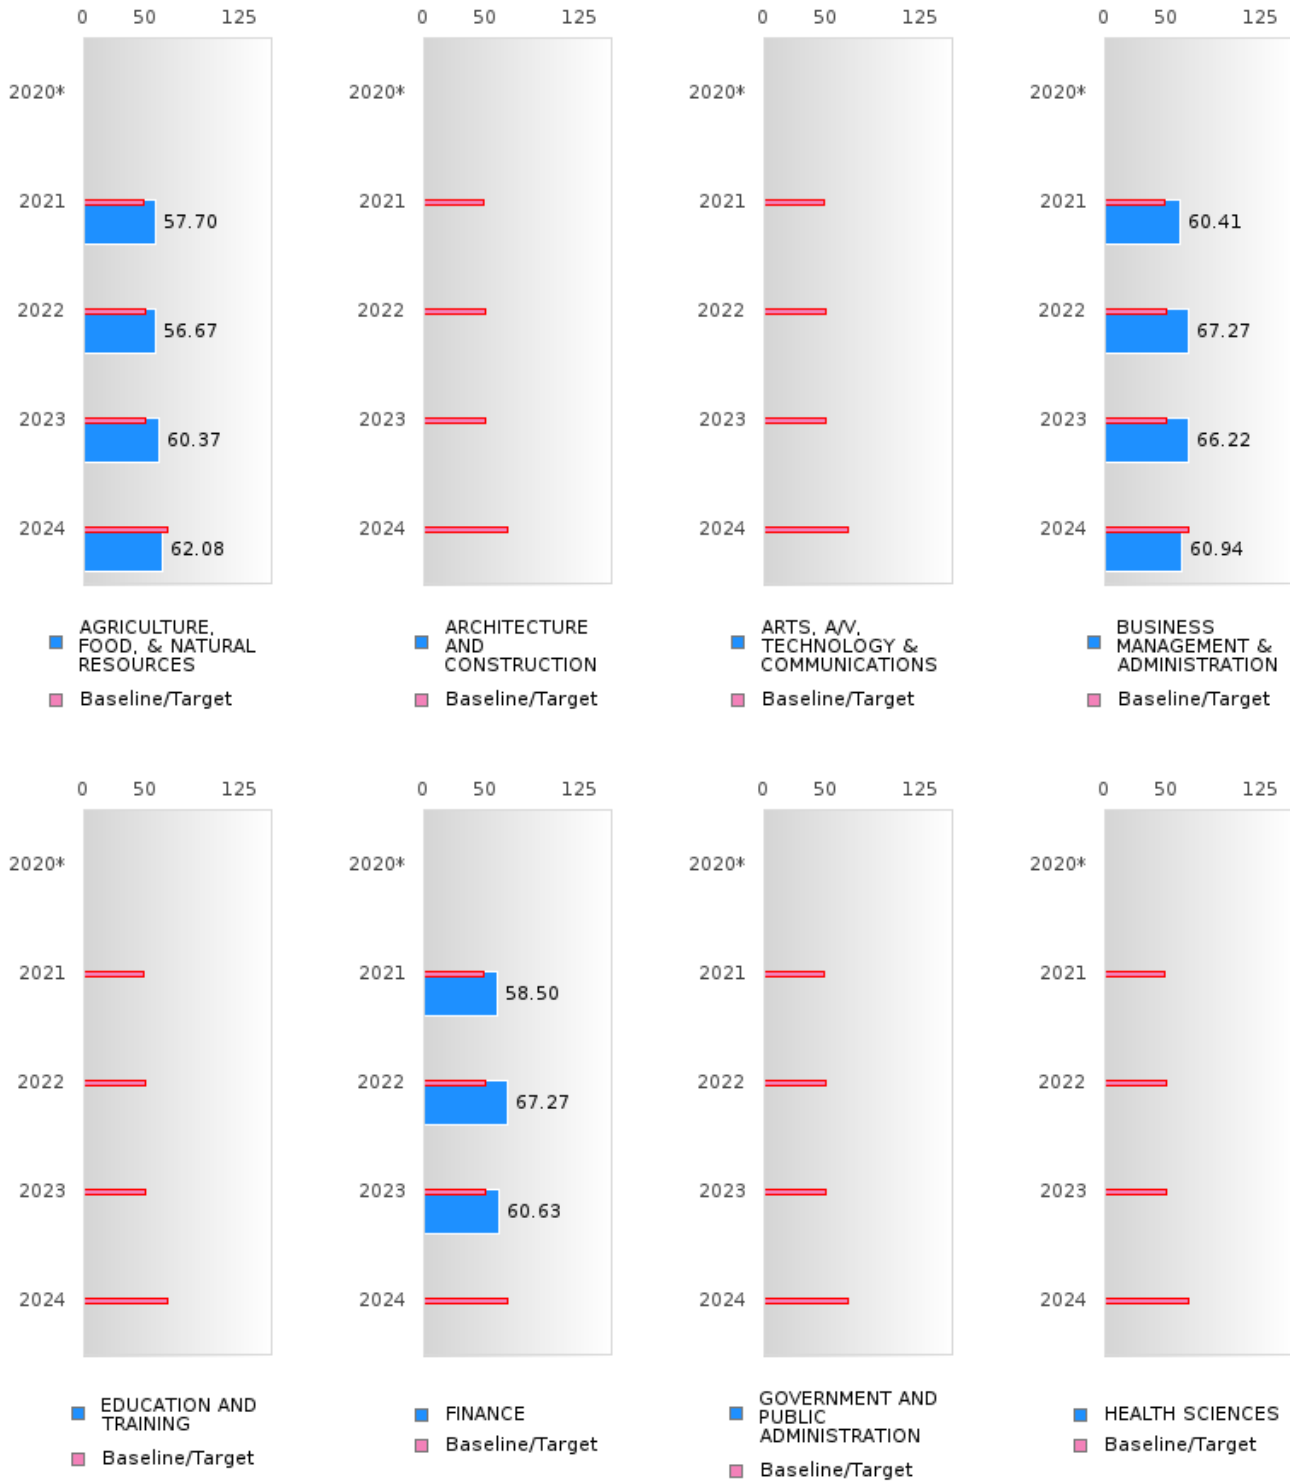 0 50 125 0 50 125 0 50 125 0 50 125
2020* 2020* 2020* 2020*
2021 2021 2021 2021
57.70 60.41
2022 2022 2022 2022
56.67 67.27
2023 2023 2023 2023
60.37 66.22
2024 2024 2024 2024
62.08 60.94
AGRICULTURE,
FOOD, & NATURAL
RESOURCES
Baseline/Target
ARCHITECTURE
AND
CONSTRUCTION
Baseline/Target
ARTS, A/V,
TECHNOLOGY &
COMMUNICATIONS
Baseline/Target
BUSINESS
MANAGEMENT &
ADMINISTRATION
Baseline/Target
0 50 125 0 50 125 0 50 125 0 50 125
2020* 2020* 2020* 2020*
2021 2021 2021 2021
58.50
2022 2022 2022 2022
67.27
2023 2023 2023 2023
60.63
2024 2024 2024 2024
EDUCATION AND
TRAINING
Baseline/Target
FINANCE
Baseline/Target
GOVERNMENT AND
PUBLIC
ADMINISTRATION
Baseline/Target
HEALTH SCIENCES
Baseline/Target